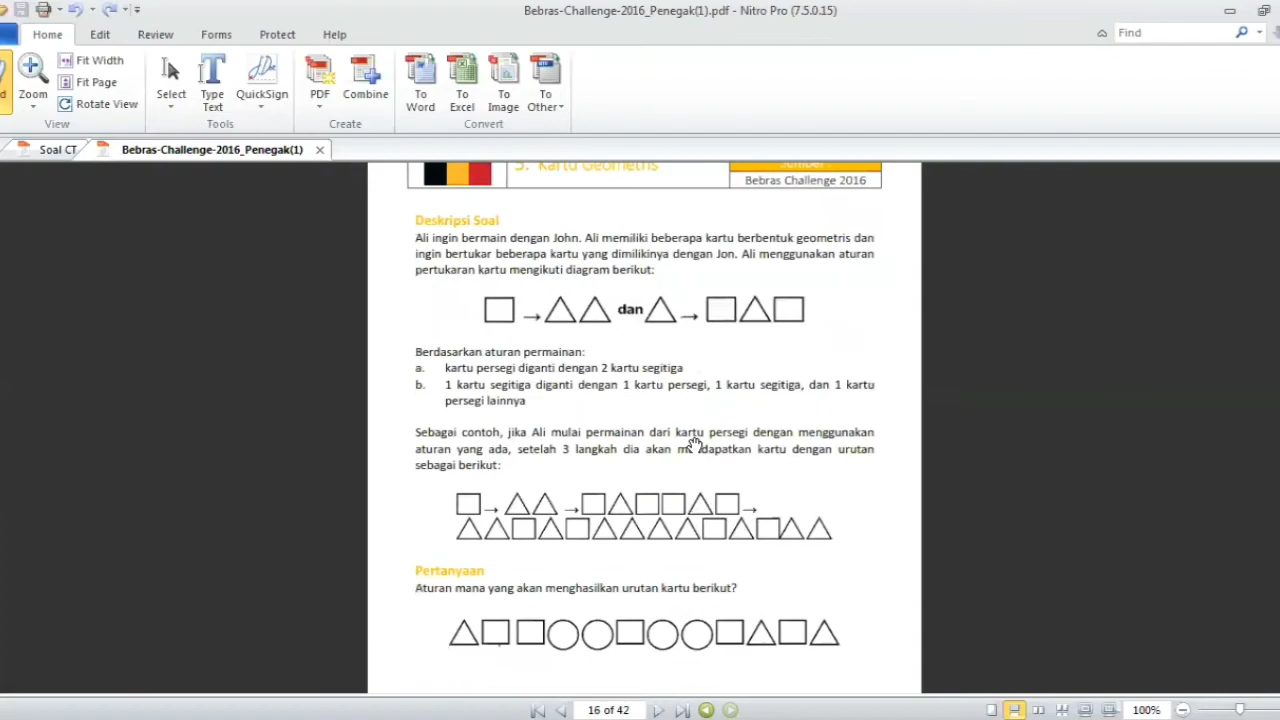 Bebras-Challenge-2016_Penegak(1).pdf - Nitro Pro (7.5.0.15)
Home Edit Review Forms Protect Help
Find
Zoom
Fit Width
Fit Page
Rotate View
View
Select
Type Text
QuickSign
Tools
PDF
Combine
Create
To Word
To Excel
To Image
To Other
Convert
Soal CT
Bebras-Challenge-2016_Penegak(1)
Kartu Geometris
Bebras Challenge 2016
Deskripsi Soal
Ali ingin bermain dengan John. Ali memiliki beberapa kartu berbentuk geometris dan
ingin bertukar beberapa kartu yang dimilikinya dengan Jon. Ali menggunakan aturan
pertukaran kartu mengikuti diagram berikut:
dan
Berdasarkan aturan permainan:
a. kartu persegi diganti dengan 2 kartu segitiga
b. 1 kartu segitiga diganti dengan 1 kartu persegi, 1 kartu segitiga, dan 1 kartu
persegi lainnya
Sebagai contoh, jika Ali mulai permainan dari kartu persegi dengan menggunakan
aturan yang ada, setelah 3 langkah dia akan kartu dengan urutan
sebagai berikut:
Pertanyaan
Aturan mana yang akan menghasilkan urutan kartu berikut?
16 of 42
100%